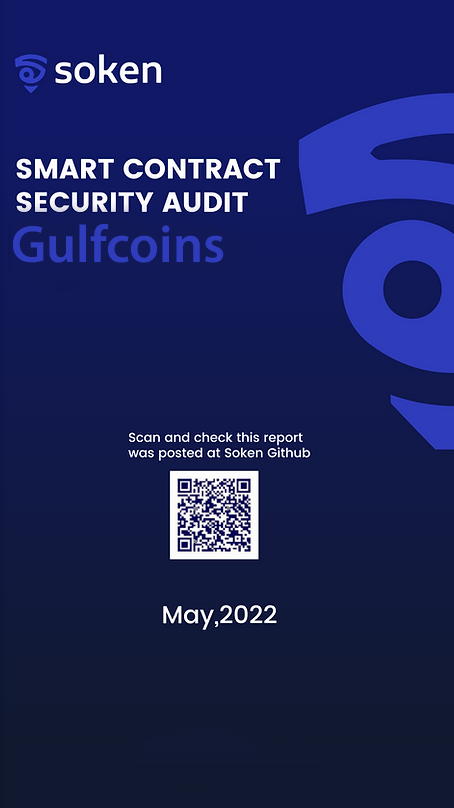 soken
SMART CONTRACT
SECURITY AUDIT
Gulfcoins
Scan and check this report
was posted at Soken Github
May,2022